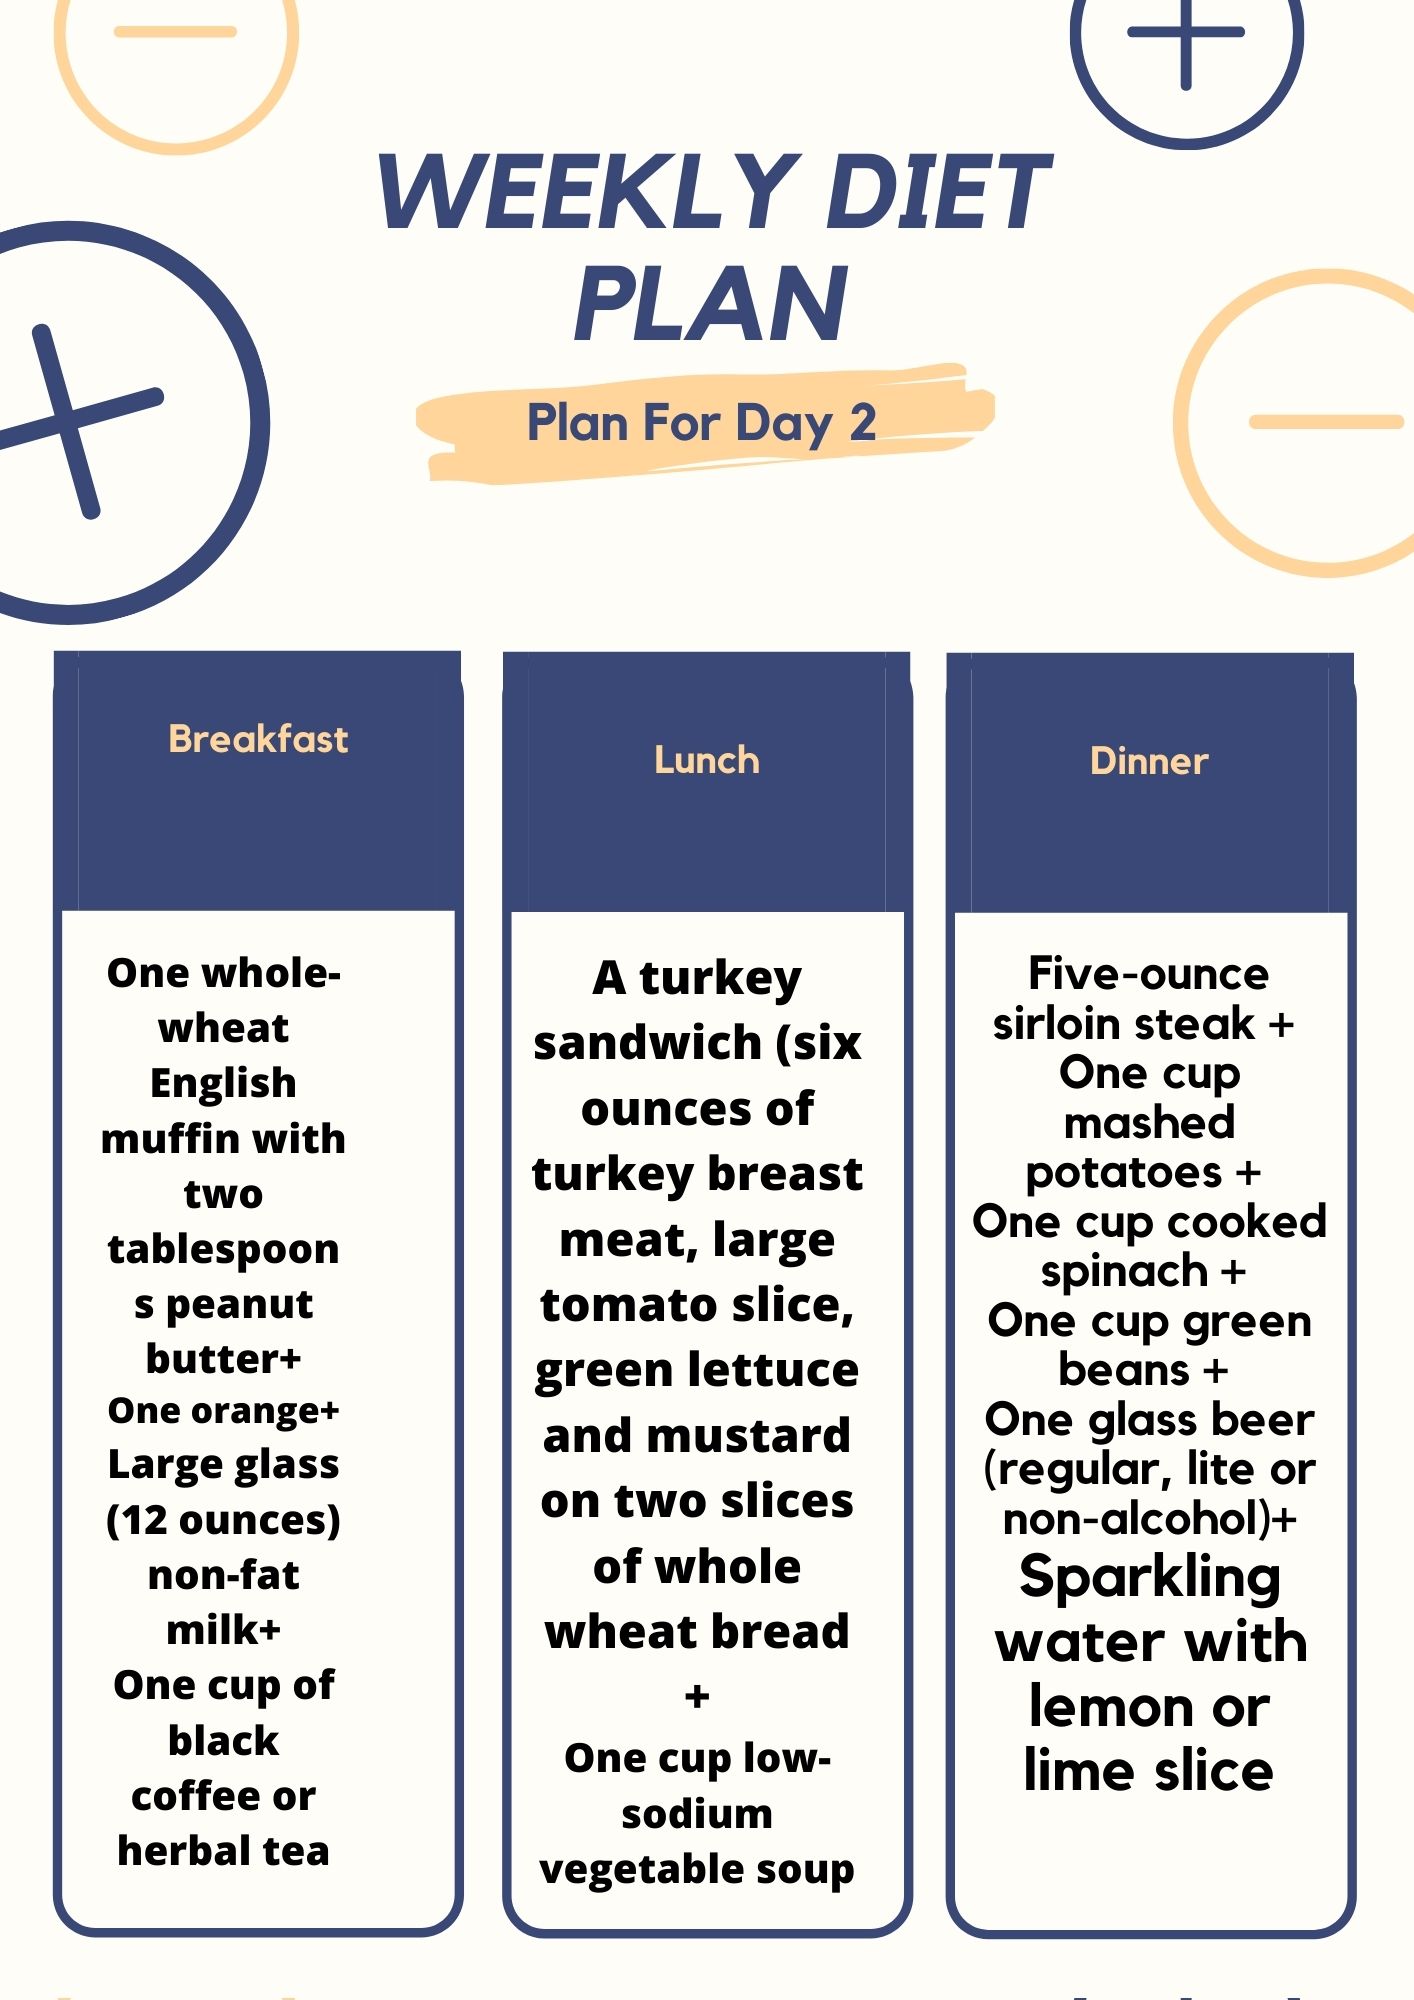 WEEKLY DIET
PLAN
Plan For Day 2
Breakfast
One whole-
wheat
English
muffin with
two
tablespoon
s peanut
butter+
One orange+
Large glass
(12 ounces)
non-fat
milk+
One cup of
black
coffee or
herbal tea
Lunch
A turkey
sandwich (six
ounces of
turkey breast
meat, large
tomato slice,
green lettuce
and mustard
on two slices
of whole
wheat bread
+
One cup low-
sodium
vegetable soup
Dinner
Five-ounce
sirloin steak +
One cup
mashed
potatoes +
One cup cooked
spinach +
One cup green
beans +
One glass beer
(regular, lite or
non-alcohol)+
Sparkling
water with
lemon or
lime slice